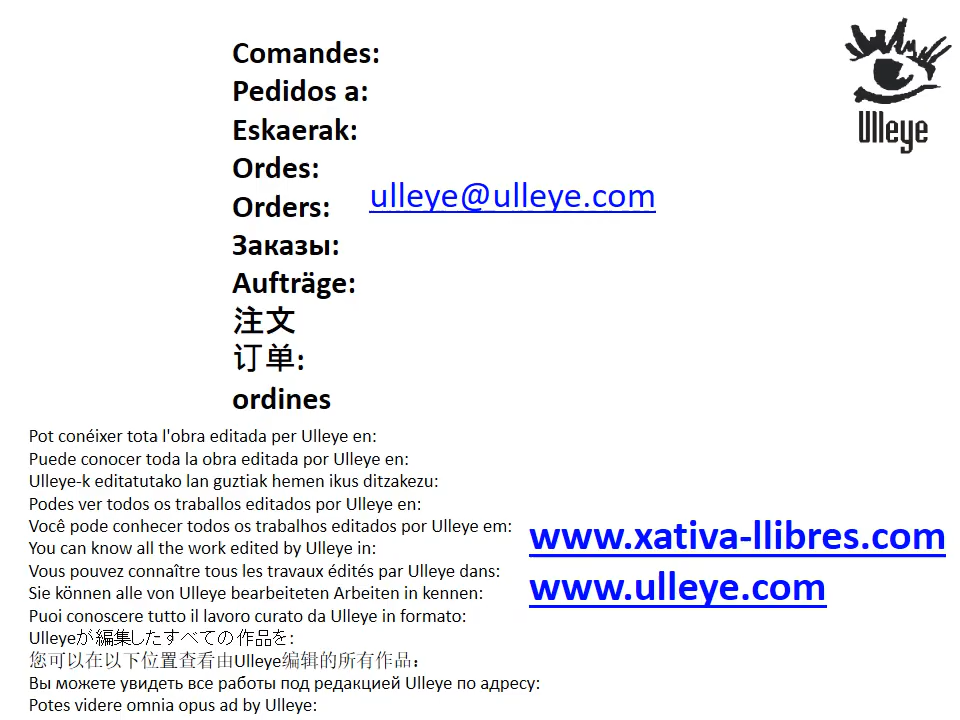 Comandes:
Pedidos a:
Eskaerak:
Ordes:
Orders:
Заказы:
Aufträge:
注文
订单:
ordines
ulleye@ulleye.com
Ulleye
Pot conéixer tota l'obra editada per Ulleye en:
Puede conocer toda la obra editada por Ulleye en:
Ulleye-k editatutako lan guztiak hemen ikus ditzakezu:
Podes ver todos os traballos editados por Ulleye en:
Você pode conhecer todos os trabalhos editados por Ulleye em:
You can know all the work edited by Ulleye in:
Vous pouvez connaître tous les travaux édités par Ulleye dans:
Sie können alle von Ulleye bearbeiteten Arbeiten in kennen:
Puoi conoscere tutto il lavoro curato da Ulleye in formato:
Ulleyeが編集したすべての作品を:
您可以在以下位置查看由Ulleye编辑的所有作品：
Вы можете увидеть все работы под редакцией Ulleye по адресу:
Potes videre omnia opus ad by Ulleye:
www.xativa-llibres.com
www.ulleye.com